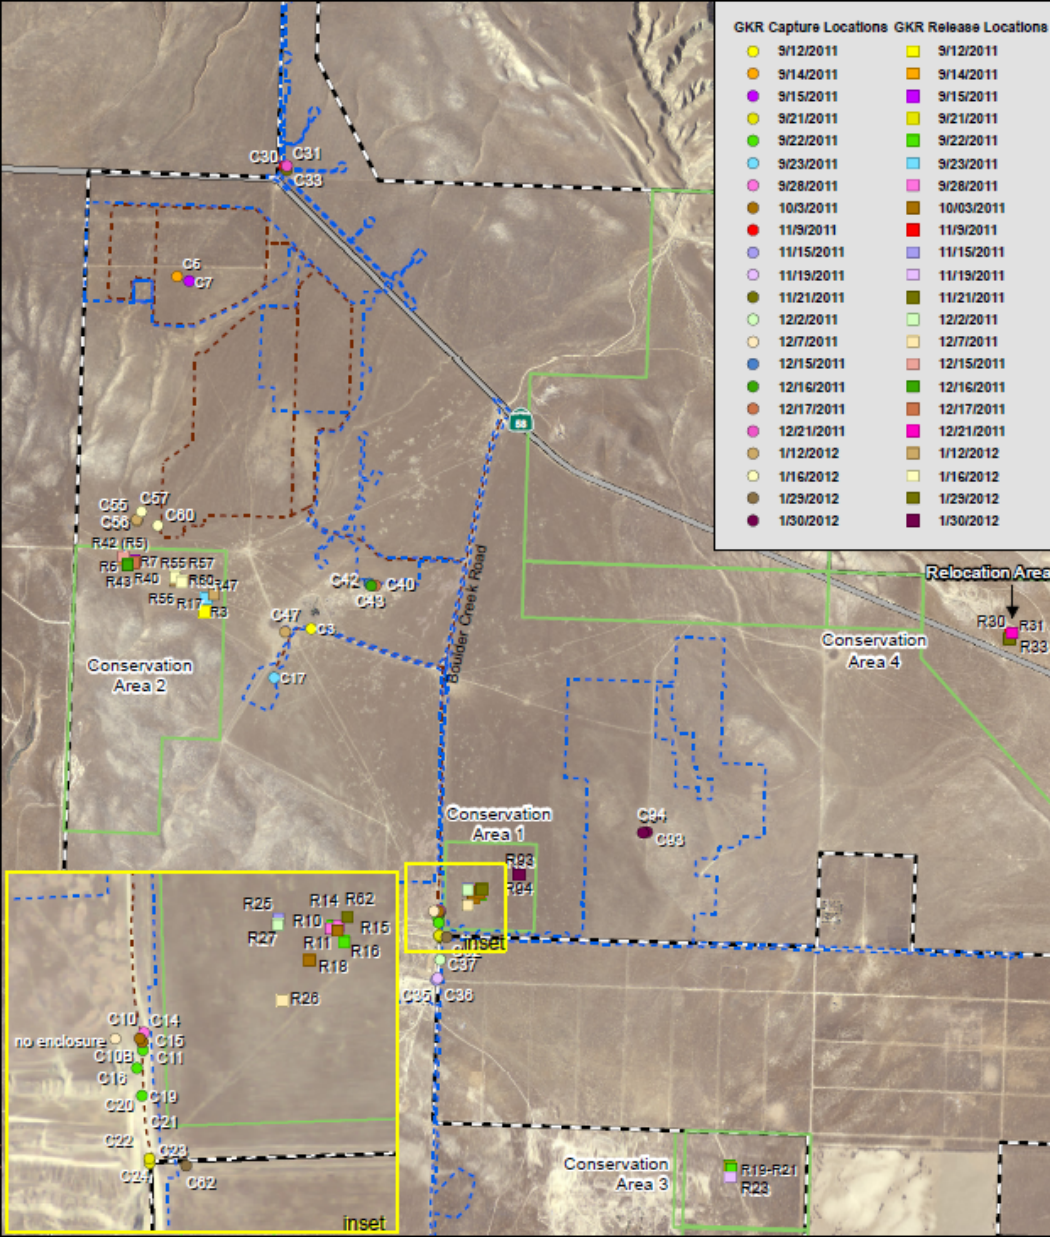 GKR Capture Locations GKR Release Locations
9/12/2011 9/12/2011
9/14/2011 9/14/2011
9/15/2011 9/15/2011
9/21/2011 9/21/2011
9/22/2011 9/22/2011
9/23/2011 9/23/2011
9/28/2011 9/28/2011
10/3/2011 10/03/2011
11/9/2011 11/9/2011
11/15/2011 11/15/2011
11/19/2011 11/19/2011
11/21/2011 11/21/2011
12/2/2011 12/2/2011
12/7/2011 12/7/2011
12/15/2011 12/15/2011
12/16/2011 12/16/2011
12/17/2011 12/17/2011
12/21/2011 12/21/2011
1/12/2012 1/12/2012
1/16/2012 1/16/2012
1/29/2012 1/29/2012
1/30/2012 1/30/2012
C30 C31
C33
C6
C7
58
C55 C57
C56 C60
R42 (R5)
R6 R7 R55 R57
R43 R40 R60 R47
R56 R17 R3
C42 C40
C43
C47
C3
C17
Boulder Creek Road
Relocation Area
R30 R31
R33
Conservation
Area 4
Conservation
Area 2
Conservation
Area 1
C94
C93
R93
R94
inset
C37
C35 C36
R25
R27
R14 R62
R10 R15
R11 R16
R18
R26
C10 C14
no enclosure C15
C10B C11
C16
C19
C20
C21
C22
C23
C24
C62
inset
Conservation
Area 3
R19-R21
R23